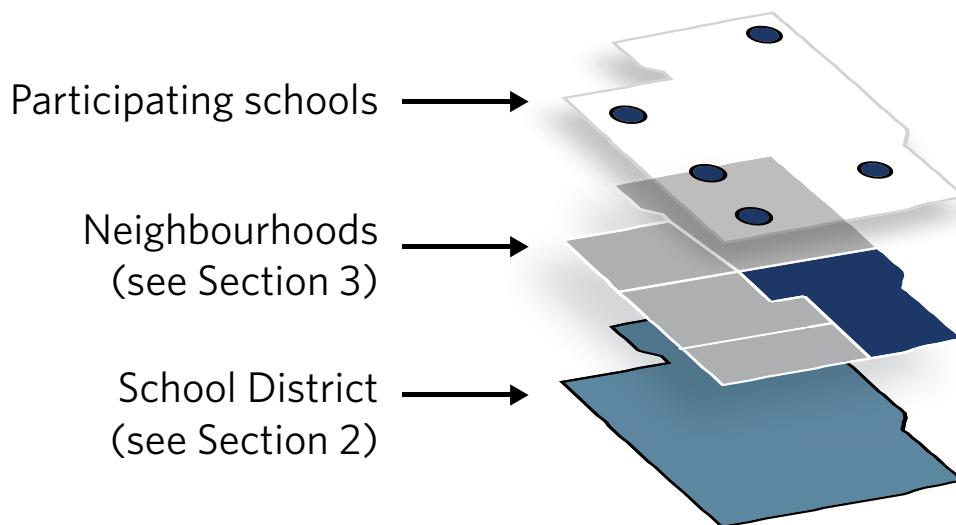 Participating schools
Neighbourhoods
(see Section 3)
School District
(see Section 2)